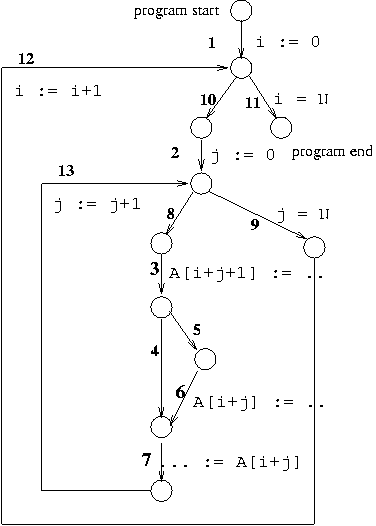 program start
1
i := 0
12
i := i+1
10
11
i = N
2
j := 0
program end
13
j := j+1
8
9
j = N
3
A[i+j+1] := ..
5
4
6
A[i+j] := ..
7
... := A[i+j]